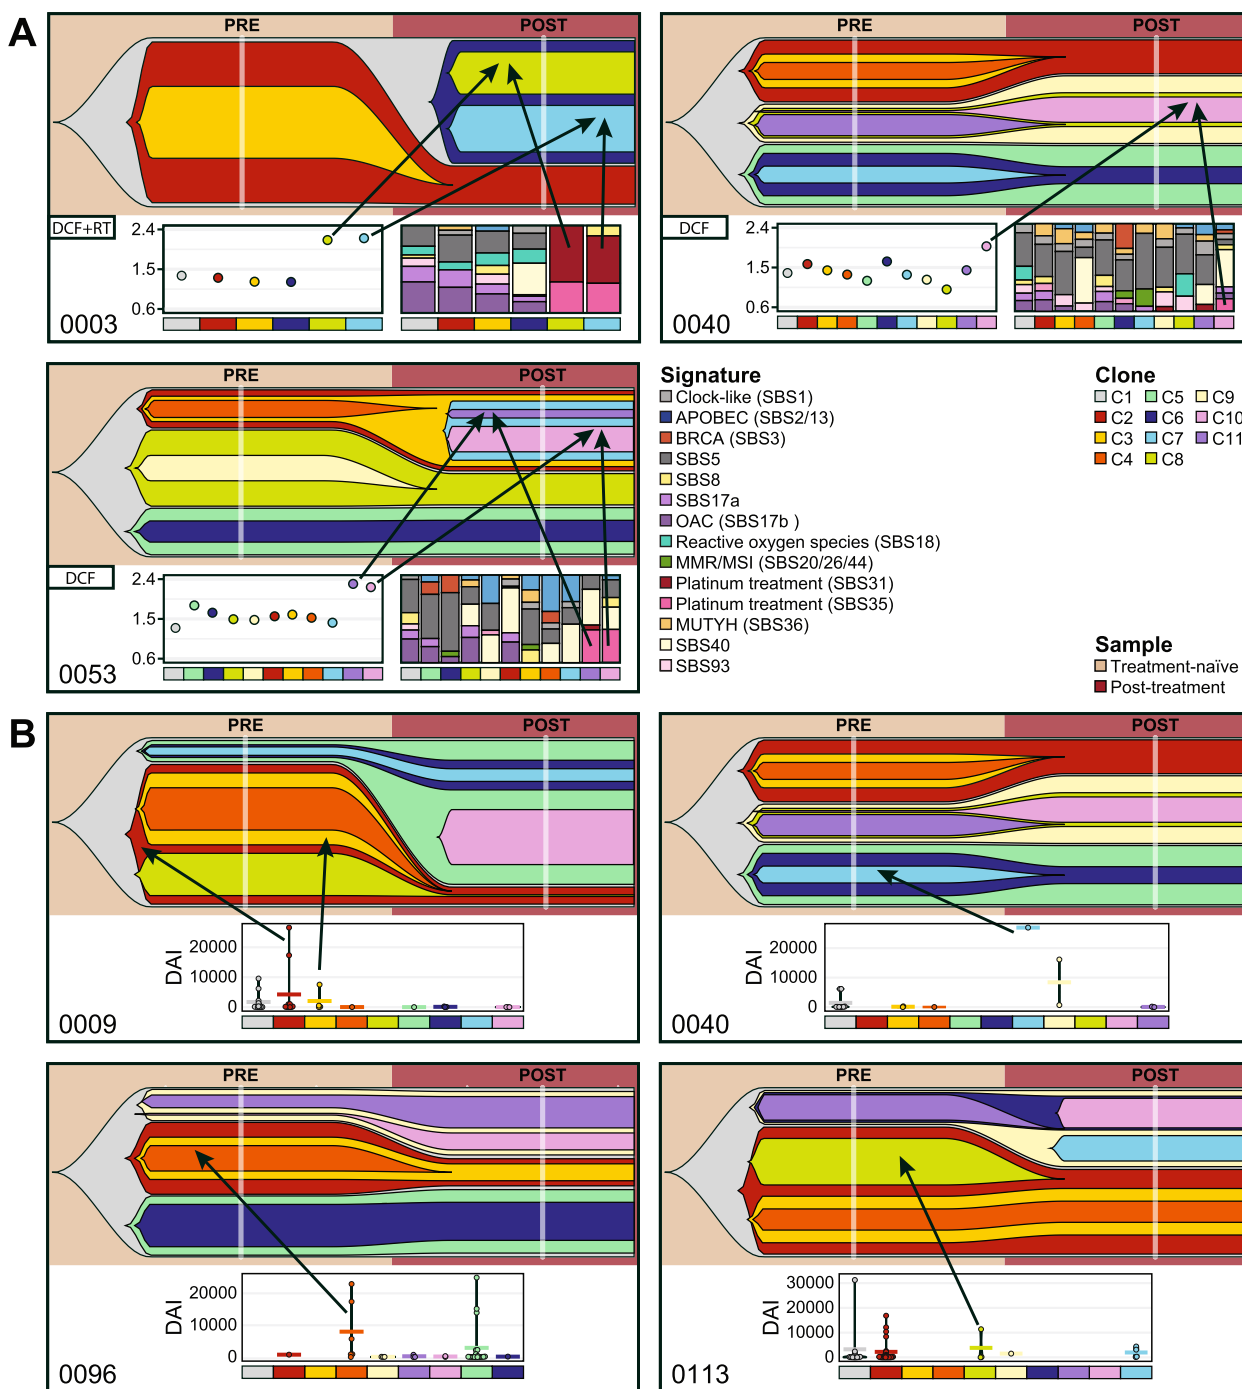 A
PRE
POST
DCF+RT
2.4
1.5
0.6
0003
PRE
POST
DCF
2.4
1.5
0.6
0040
PRE
POST
DCF
2.4
1.5
0.6
0053
Signature
Clock-like (SBS1)
APOBEC (SBS2/13)
BRCA (SBS3)
SBS5
SBS8
SBS17a
OAC (SBS17b )
Reactive oxygen species (SBS18)
MMR/MSI (SBS20/26/44)
Platinum treatment (SBS31)
Platinum treatment (SBS35)
MUTYH (SBS36)
SBS40
SBS93
Clone
C1 C5 C9
C2 C6 C10
C3 C7 C11
C4 C8
Sample
Treatment-naïve
Post-treatment
B
PRE
POST
DAI
20000
10000
0
0009
PRE
POST
DAI
20000
10000
0
0040
PRE
POST
DAI
20000
10000
0
0096
PRE
POST
DAI
30000
20000
10000
0
0113